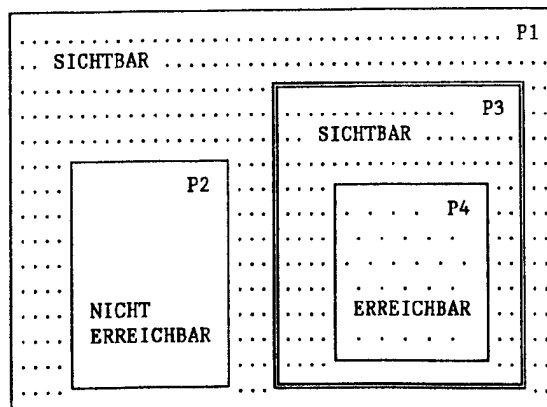 P1
SICHTBAR
P3
SICHTBAR
P2
P4
NICHT
ERREICHBAR
ERREICHBAR